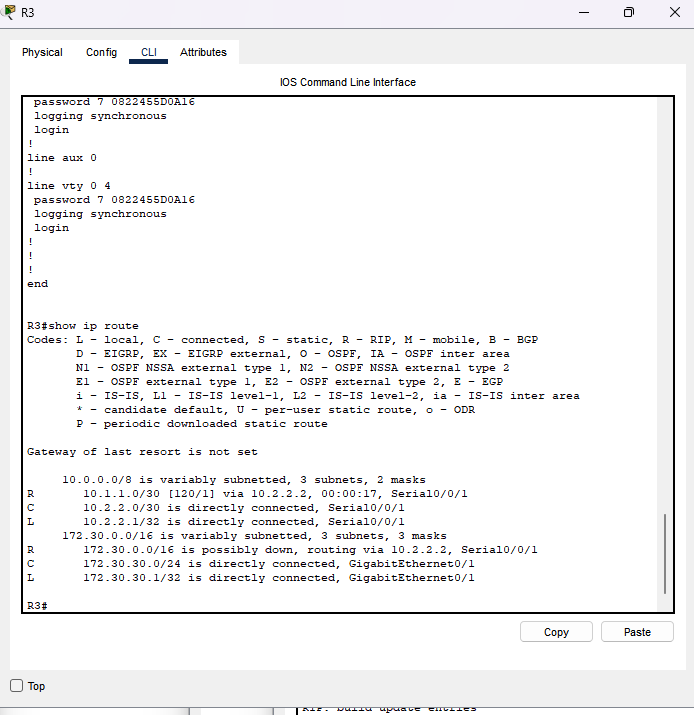 R3
Physical Config CLI Attributes
IOS Command Line Interface
password 7 0822455D0A16
logging synchronous
login
!
line aux 0
!
line vty 0 4
password 7 0822455D0A16
logging synchronous
login
!
!
!
end
R3#show ip route
Codes: L - local, C - connected, S - static, R - RIP, M - mobile, B - BGP
D - EIGRP, EX - EIGRP external, O - OSPF, IA - OSPF inter area
N1 - OSPF NSSA external type 1, N2 - OSPF NSSA external type 2
E1 - OSPF external type 1, E2 - OSPF external type 2, E - EGP
i - IS-IS, L1 - IS-IS level-1, L2 - IS-IS level-2, ia - IS-IS inter area
* - candidate default, U - per-user static route, o - ODR
P - periodic downloaded static route
Gateway of last resort is not set
10.0.0.0/8 is variably subnetted, 3 subnets, 2 masks
R 10.1.1.0/30 [120/1] via 10.2.2.2, 00:00:17, Serial0/0/1
C 10.2.2.0/30 is directly connected, Serial0/0/1
L 10.2.2.1/32 is directly connected, Serial0/0/1
172.30.0.0/16 is variably subnetted, 3 subnets, 3 masks
R 172.30.0.0/16 is possibly down, routing via 10.2.2.2, Serial0/0/1
C 172.30.30.0/24 is directly connected, GigabitEthernet0/1
L 172.30.30.1/32 is directly connected, GigabitEthernet0/1
R3#
Copy Paste
Top
RIP: build update entries